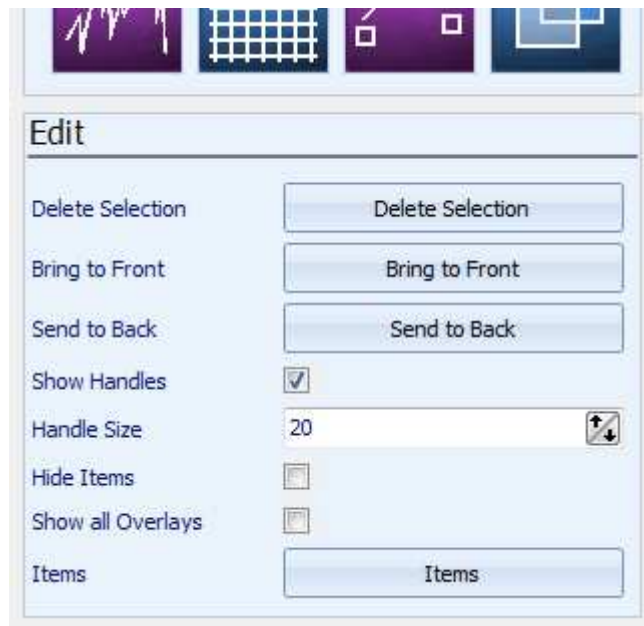 Edit
Delete Selection Delete Selection
Bring to Front Bring to Front
Send to Back Send to Back
Show Handles
Handle Size 20
Hide Items
Show all Overlays
Items Items